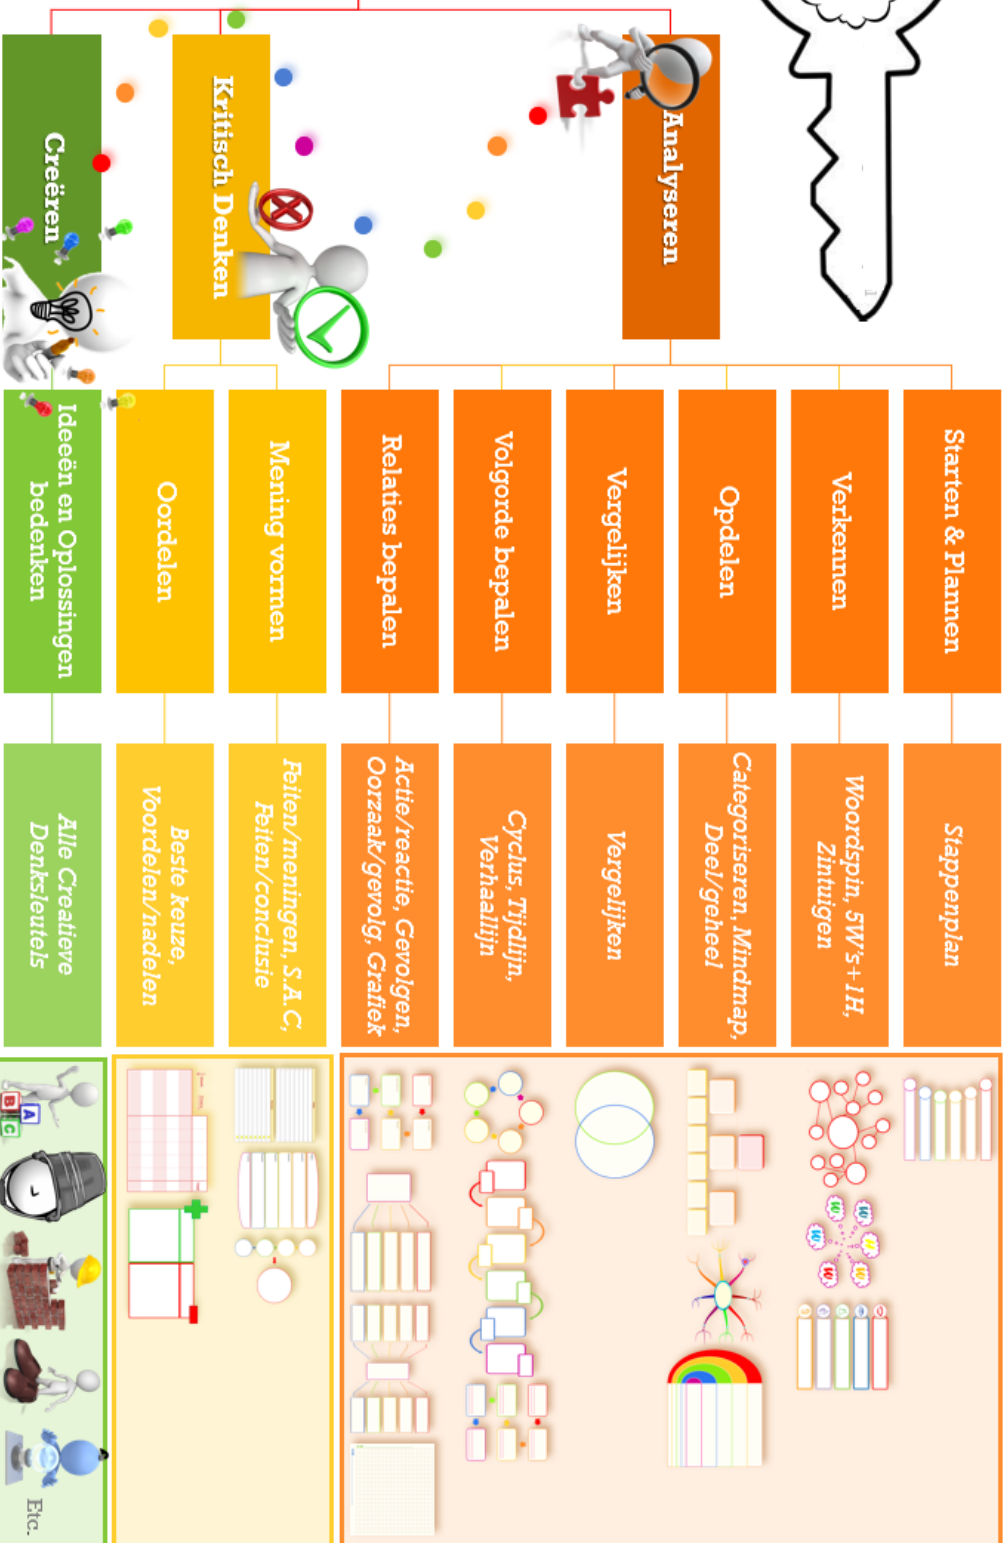 Analyseren
Starten & Plannen
Stappenplan
Verkennen
Woordspin, 5W's+1H,
Zintuigen
Opdelen
Categoriseren, Mindmap,
Deel/geheel
Vergelijken
Vergelijken
Volgorde bepalen
Cyclus, Tijdlijn,
Verhaallijn
Relaties bepalen
Actie/reactie, Gevolgen,
Oorzaak/gevolg, Grafiek
Kritisch Denken
Mening vormen
Feiten/meningen, S.A.C,
Feiten/conclusie
Oordelen
Beste keuze,
Voordelen/nadelen
Creëren
Ideeën en Oplossingen
bedenken
Alle Creatieve
Denksleutels
A
B C
Etc.